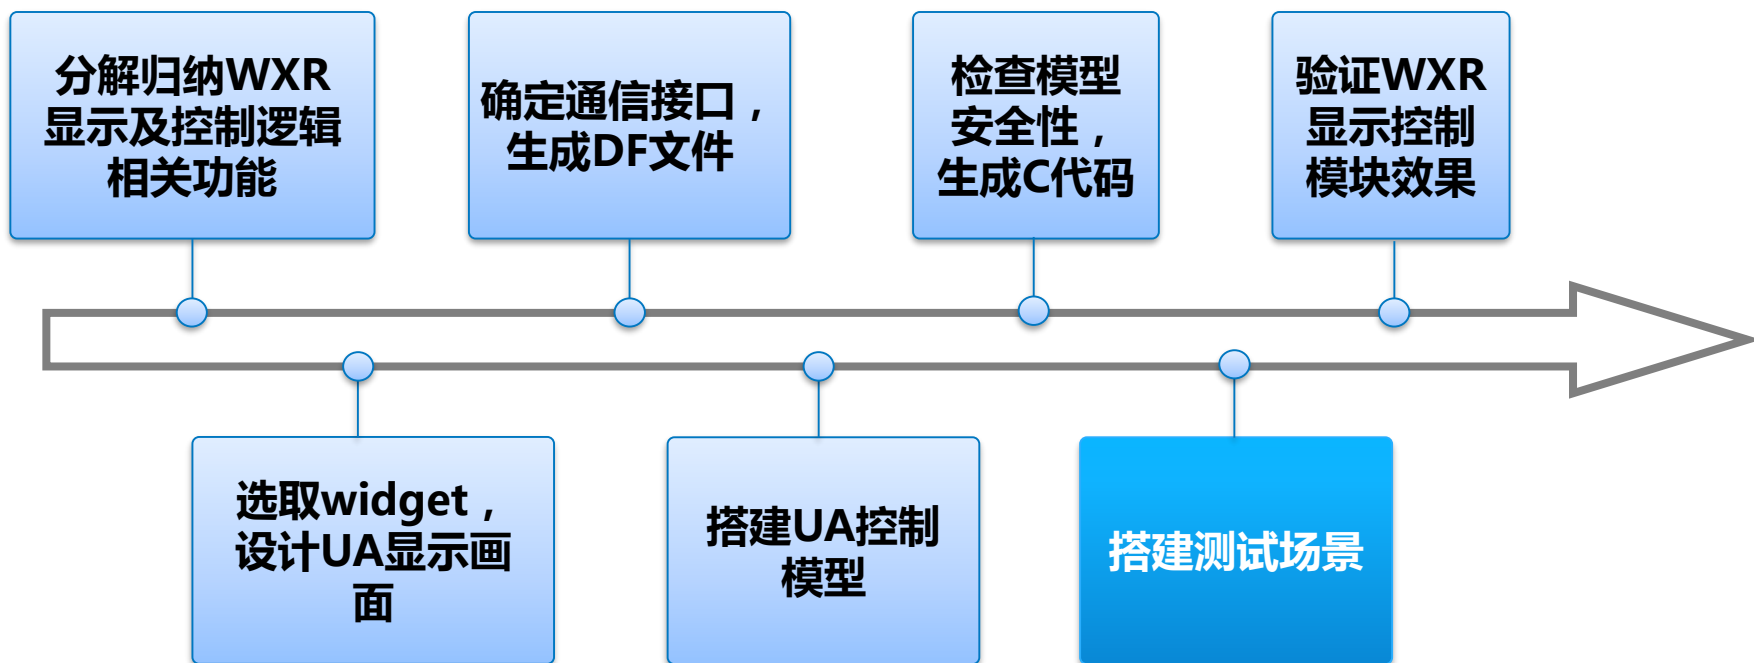 分解归纳WXR
显示及控制逻辑
相关功能
确定通信接口，
生成DF文件
检查模型
安全性，
生成C代码
验证WXR
显示控制
模块效果
选取widget，
设计UA显示画
面
搭建UA控制
模型
搭建测试场景